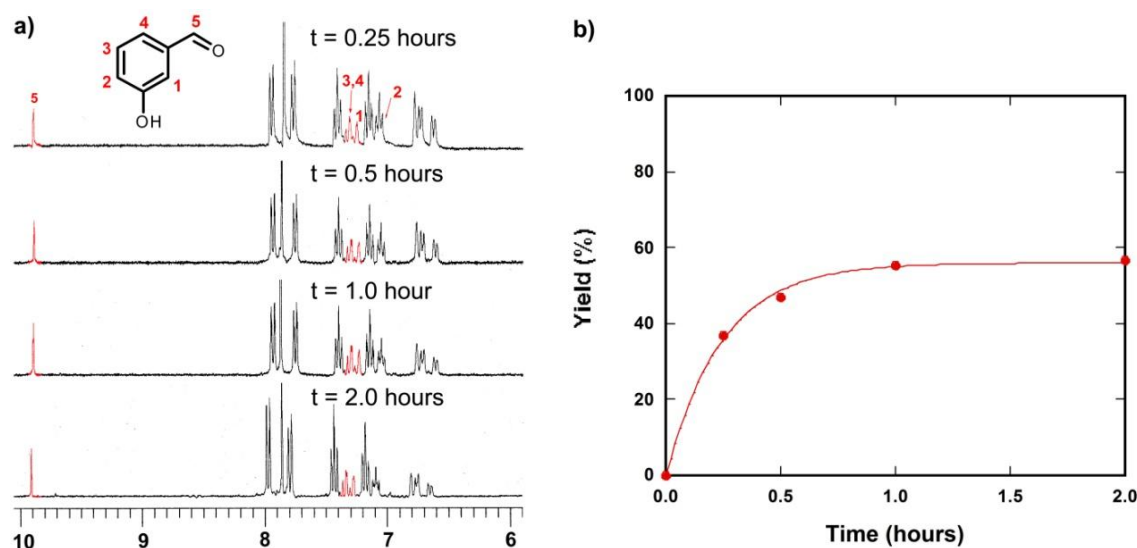 a)
4
5
3
O
2
1
OH
t = 0.25 hours
5
3,4
1
2
t = 0.5 hours
t = 1.0 hour
t = 2.0 hours
10 9 8 7 6
b)
100
80
60
40
20
0
0.0 0.5 1.0 1.5 2.0
Yield (%)
Time (hours)